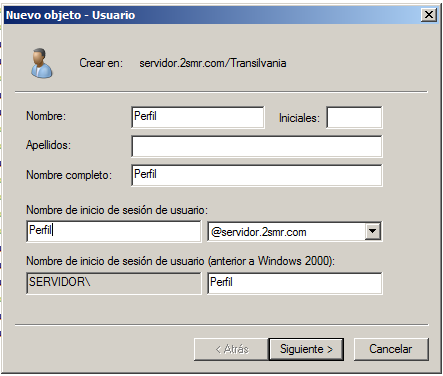 Nuevo objeto - Usuario
Crear en: servidor.2smr.com/Transilvania
Nombre: Perfil Iniciales:
Apellidos:
Nombre completo: Perfil
Nombre de inicio de sesión de usuario:
Perfil @servidor.2smr.com
Nombre de inicio de sesión de usuario (anterior a Windows 2000):
SERVIDOR\ Perfil
< Atrás Siguiente > Cancelar